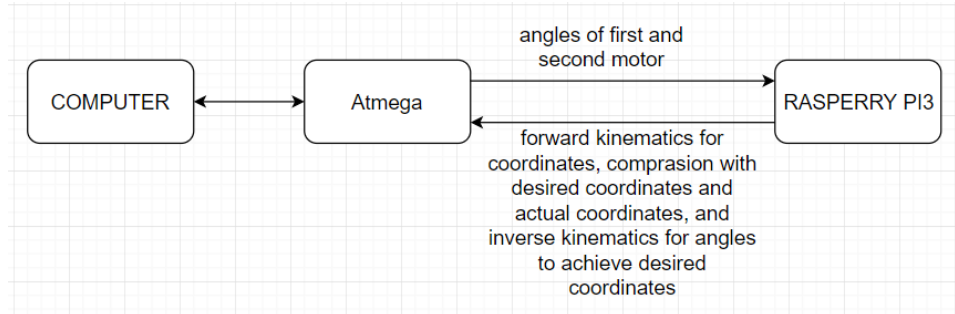 angles of first and
second motor
COMPUTER
Atmega
RASPERRY PI3
forward kinematics for
coordinates, comprasion with
desired coordinates and
actual coordinates, and
inverse kinematics for angles
to achieve desired
coordinates